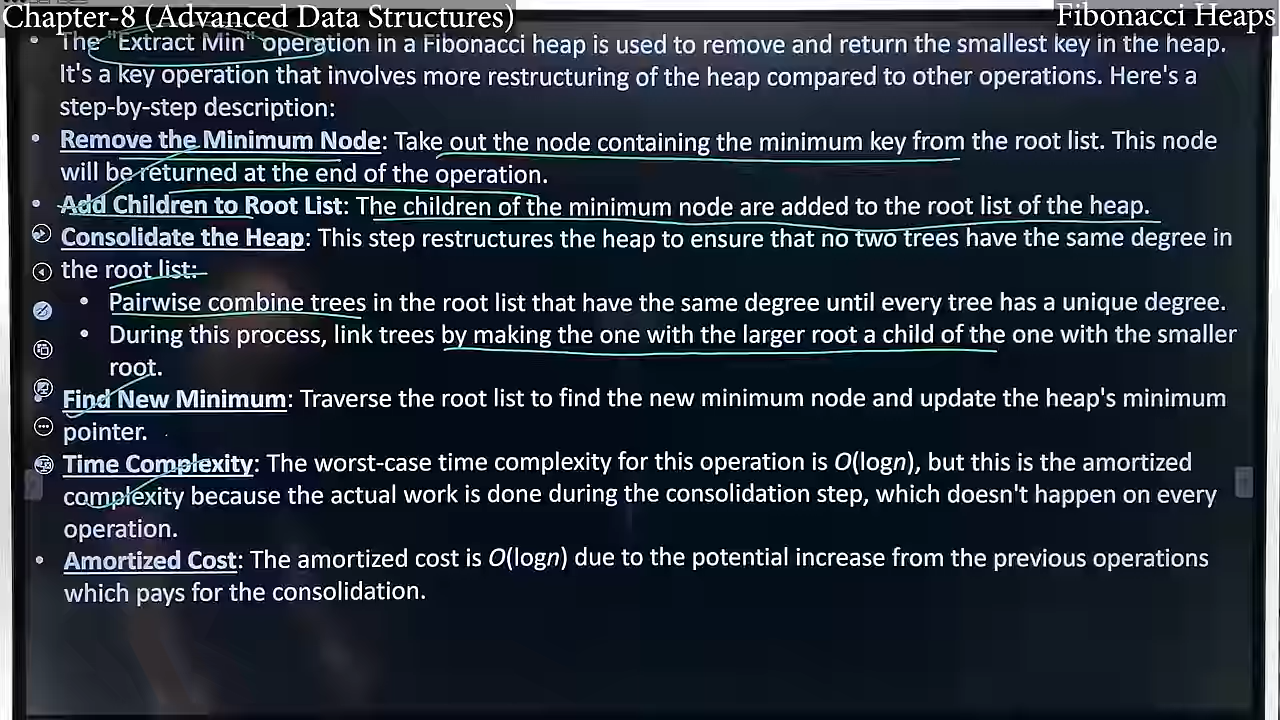 Chapter-8 (Advanced Data Structures)
Fibonacci Heaps
• The "Extract Min" operation in a Fibonacci heap is used to remove and return the smallest key in the heap.
It's a key operation that involves more restructuring of the heap compared to other operations. Here's a
step-by-step description:
• Remove the Minimum Node: Take out the node containing the minimum key from the root list. This node
will be returned at the end of the operation.
• Add Children to Root List: The children of the minimum node are added to the root list of the heap.
Consolidate the Heap: This step restructures the heap to ensure that no two trees have the same degree in
the root list:
• Pairwise combine trees in the root list that have the same degree until every tree has a unique degree.
• During this process, link trees by making the one with the larger root a child of the one with the smaller
root.
Find New Minimum: Traverse the root list to find the new minimum node and update the heap's minimum
pointer.
Time Complexity: The worst-case time complexity for this operation is O(logn), but this is the amortized
complexity because the actual work is done during the consolidation step, which doesn't happen on every
operation.
• Amortized Cost: The amortized cost is O(logn) due to the potential increase from the previous operations
which pays for the consolidation.